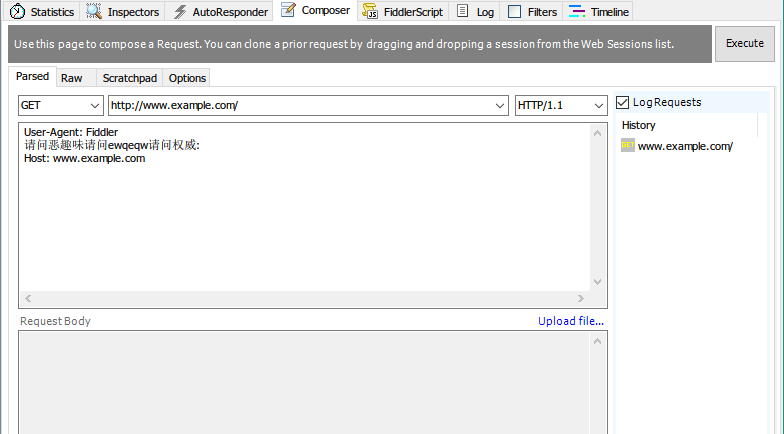 Statistics Inspectors AutoResponder Composer FiddlerScript Log Filters Timeline
Use this page to compose a Request. You can clone a prior request by dragging and dropping a session from the Web Sessions list.
Execute
Parsed Raw Scratchpad Options
GET http://www.example.com/ HTTP/1.1
Log Requests
User-Agent: Fiddler
请问恶趣味请问ewqeqw请问权威:
Host: www.example.com
History
GET www.example.com/
Request Body Upload file...